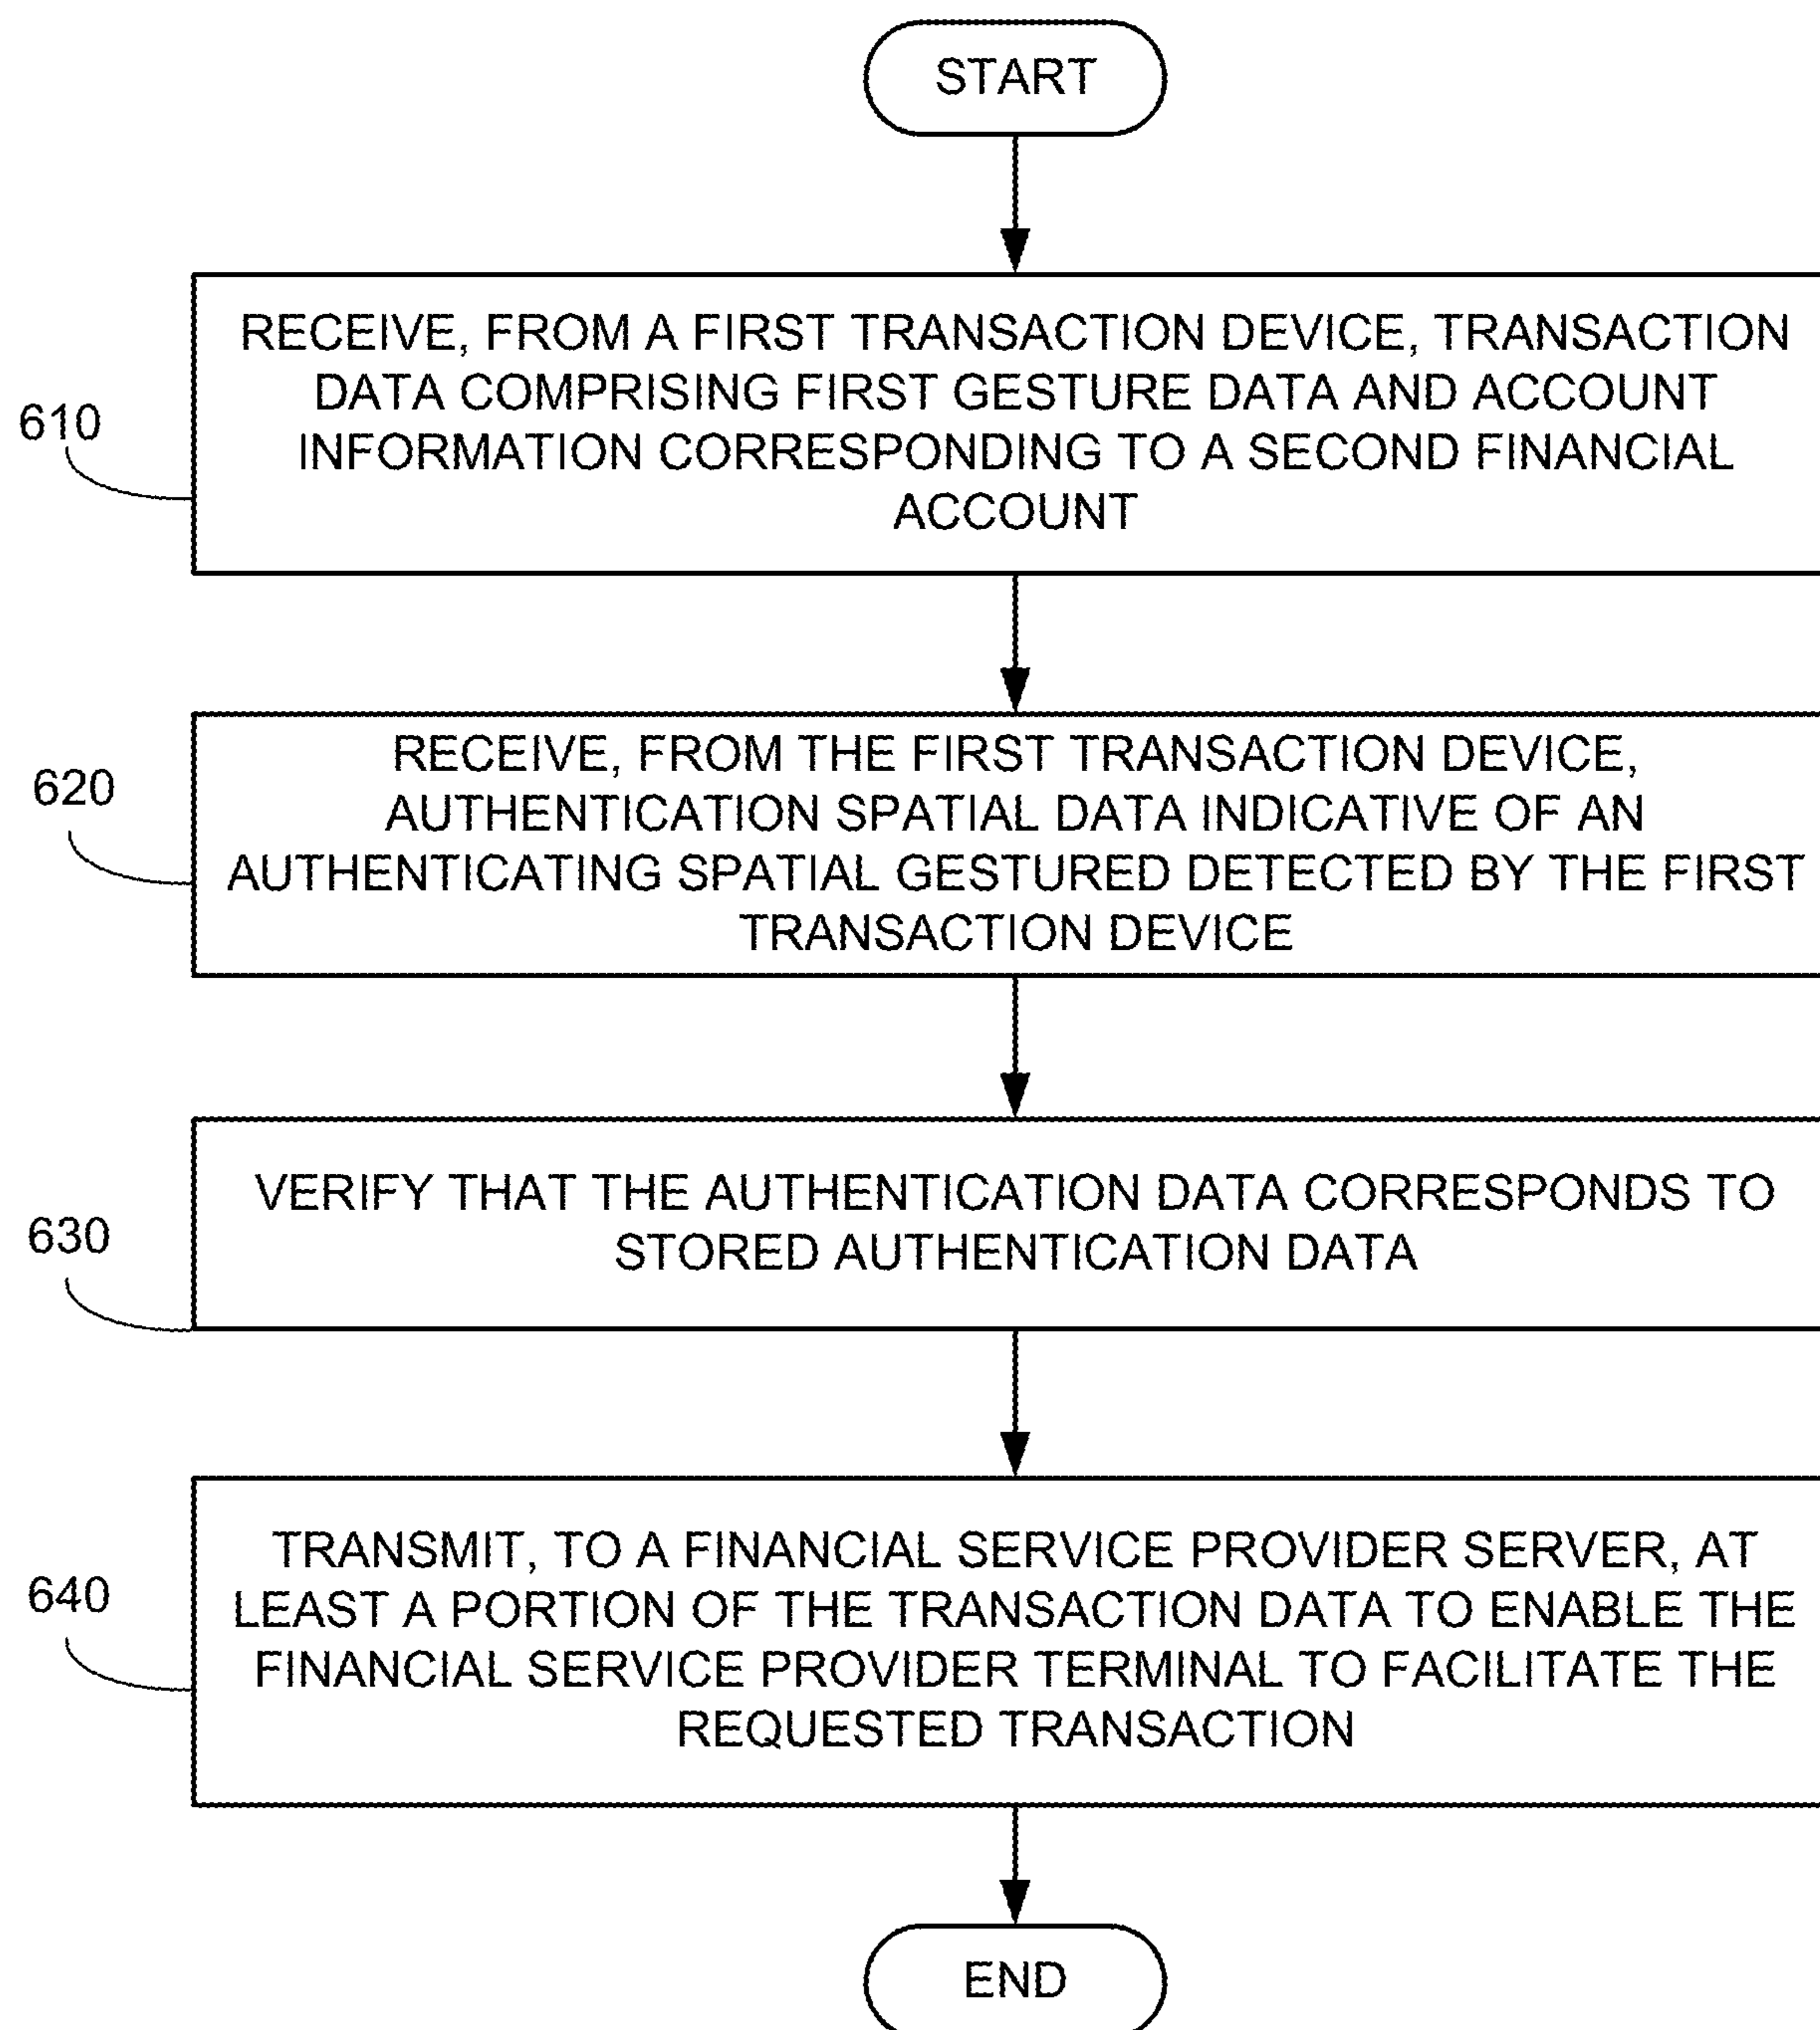 START
RECEIVE, FROM A FIRST TRANSACTION DEVICE, TRANSACTION
DATA COMPRISING FIRST GESTURE DATA AND ACCOUNT
INFORMATION CORRESPONDING TO A SECOND FINANCIAL
ACCOUNT
610
RECEIVE, FROM THE FIRST TRANSACTION DEVICE,
AUTHENTICATION SPATIAL DATA INDICATIVE OF AN
AUTHENTICATING SPATIAL GESTURED DETECTED BY THE FIRST
TRANSACTION DEVICE
620
VERIFY THAT THE AUTHENTICATION DATA CORRESPONDS TO
STORED AUTHENTICATION DATA
630
TRANSMIT, TO A FINANCIAL SERVICE PROVIDER SERVER, AT
LEAST A PORTION OF THE TRANSACTION DATA TO ENABLE THE
FINANCIAL SERVICE PROVIDER TERMINAL TO FACILITATE THE
REQUESTED TRANSACTION
640
END